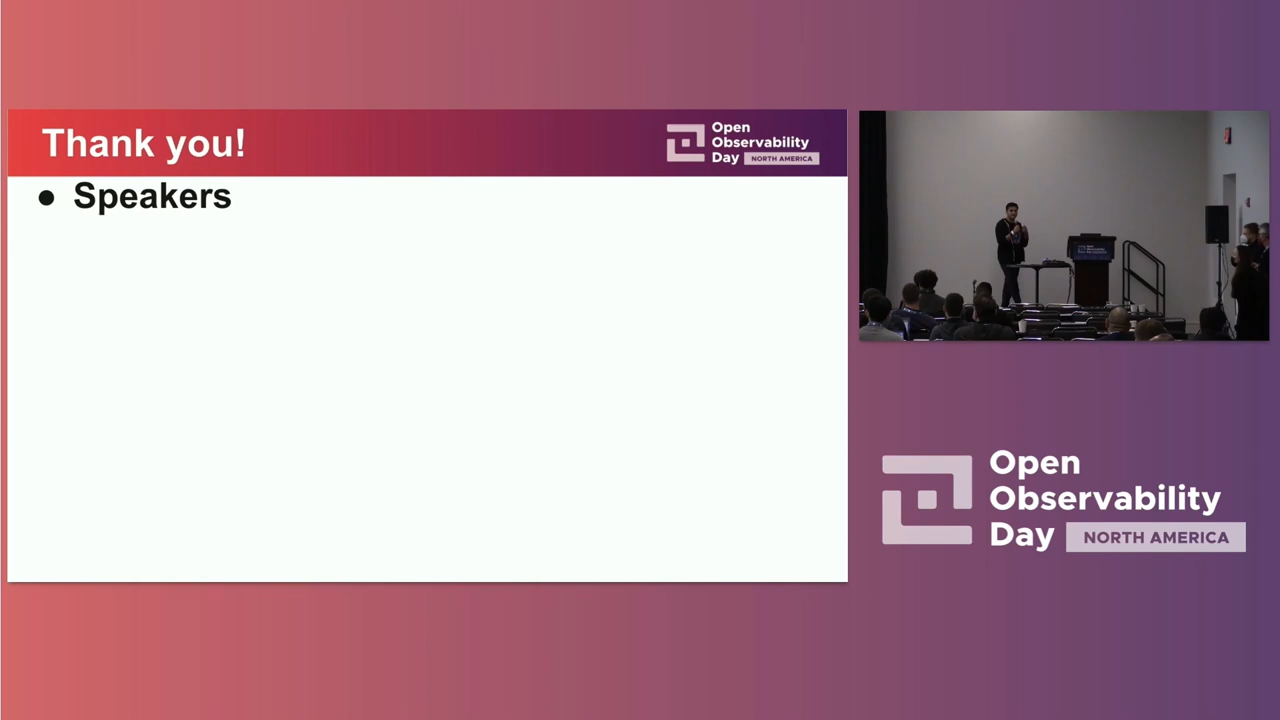 Thank you!
Open
Observability
Day NORTH AMERICA
● Speakers
Open
Observability
Day NORTH AMERICA